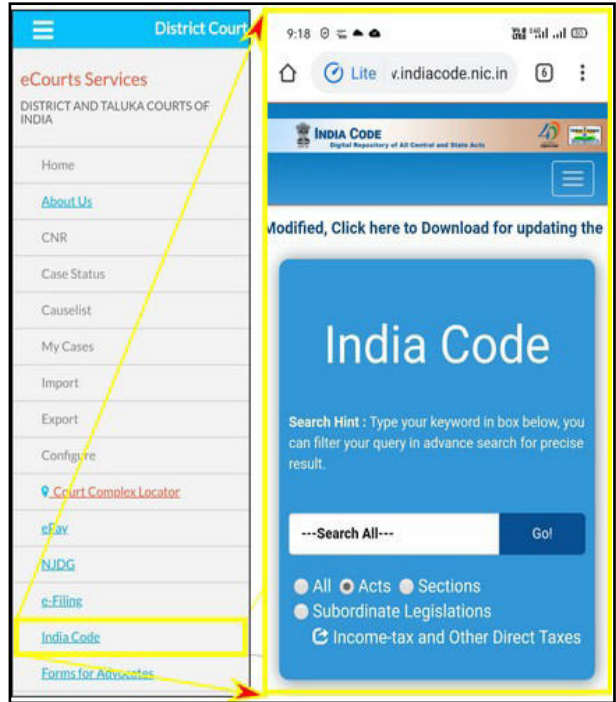 District Court
eCourts Services
DISTRICT AND TALUKA COURTS OF
INDIA
Home
About Us
CNR
Case Status
Causelist
My Cases
Import
Export
Configure
Court Complex Locator
ePay
NJDG
e-Filing
India Code
Forms for Advocates
9:18
Lite v.indiacode.nic.in 6
INDIA CODE
Digital Repository of All Central and State Acts
Modified, Click here to Download for updating the
India Code
Search Hint : Type your keyword in box below, you
can filter your query in advance search for precise
result.
---Search All--- Go!
All Acts Sections
Subordinate Legislations
Income-tax and Other Direct Taxes